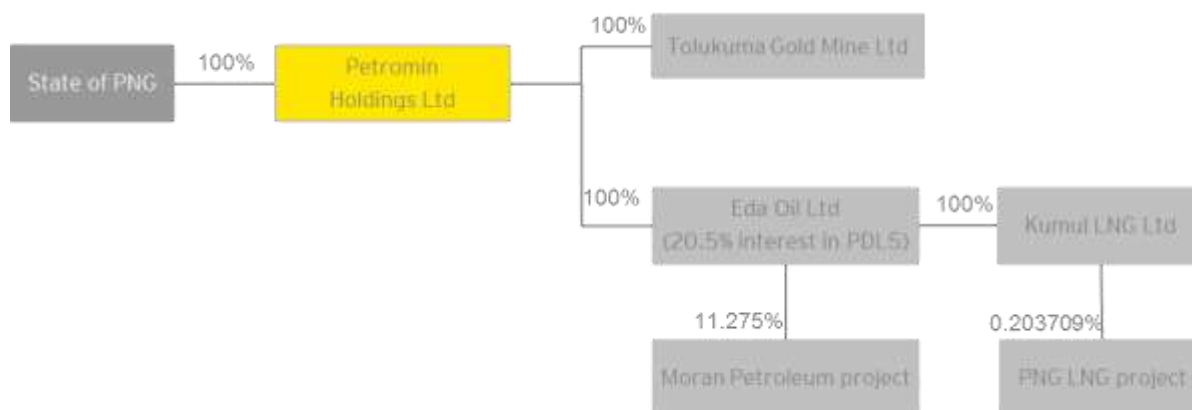 100%
Tolukuma Gold Mine Ltd
State of PNG
100%
Petromin
Holdings Ltd
100%
Eda Oil Ltd
(20.5% interest in PDL5)
100%
Kumul LNG Ltd
11.275%
0.203709%
Moran Petroleum project
PNG LNG project